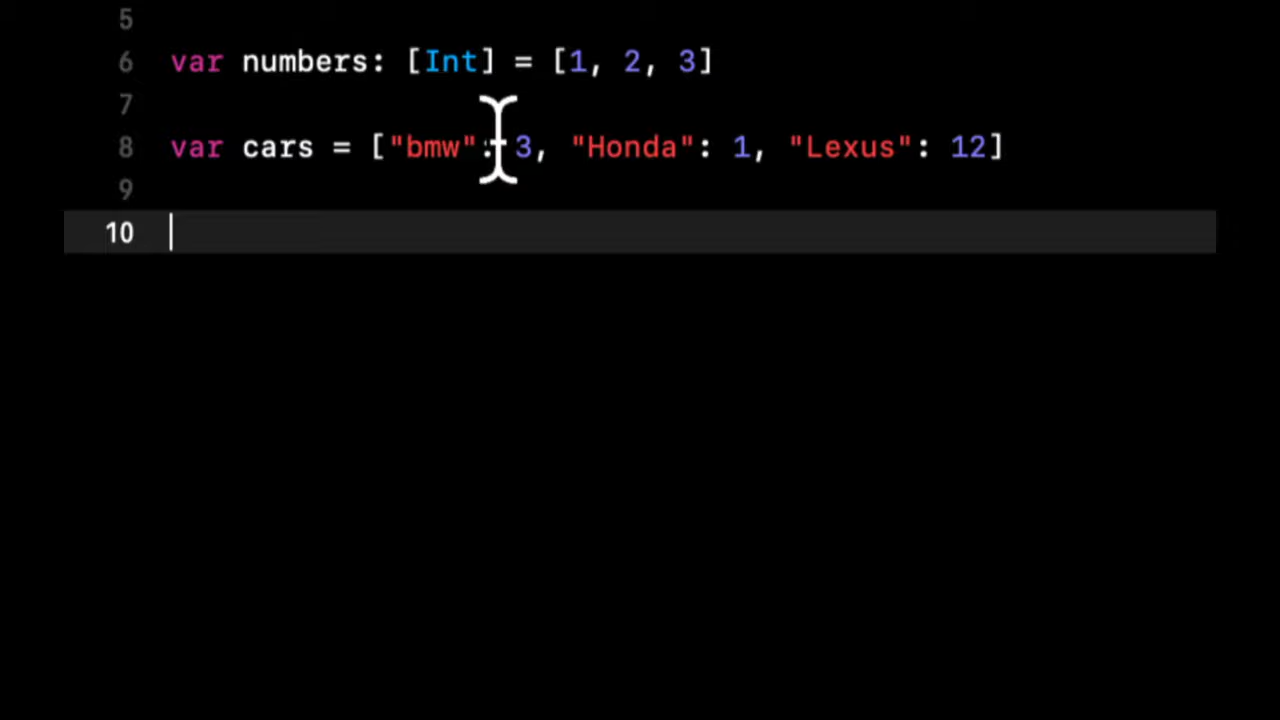 5
6 var numbers: [Int] = [1, 2, 3]
7
8 var cars = ["bmw": 3, "Honda": 1, "Lexus": 12]
9
10